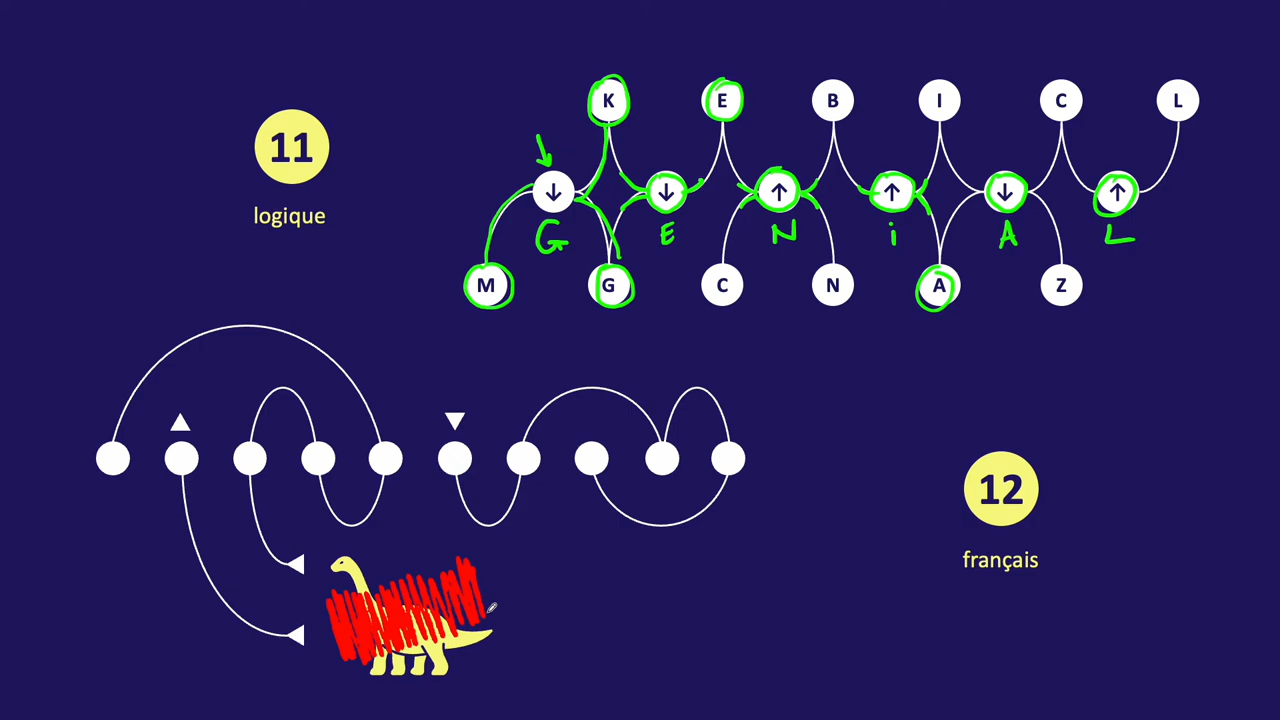 11
logique
K E B I C L
↓ ↓ ↑ ↑ ↓ ↑
G E N i A L
M G C N A Z
12
français